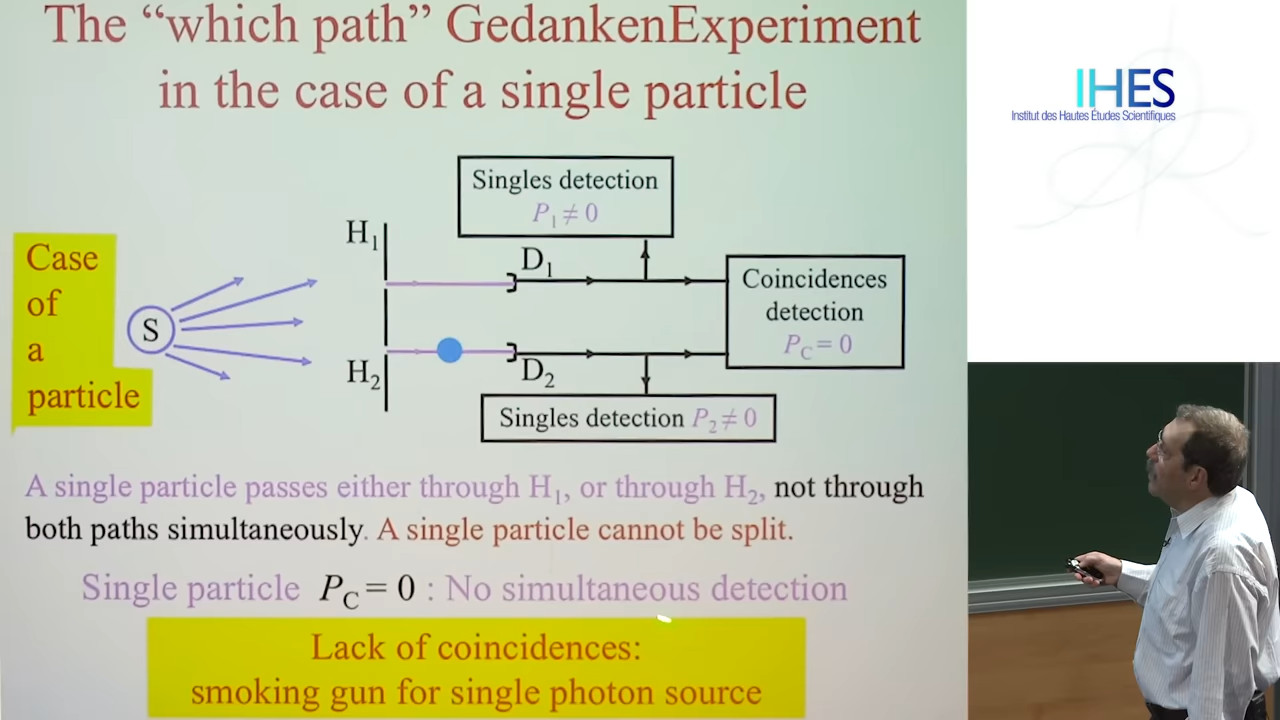 The “which path” GedankenExperiment
in the case of a single particle
IHES
Institut des Hautes Études Scientifiques
Singles detection
P₁ ≠ 0
H₁
D₁
Case
of
a
particle
S
Coincidences
detection
P_C = 0
H₂
D₂
Singles detection P₂ ≠ 0
A single particle passes either through H₁, or through H₂, not through
both paths simultaneously. A single particle cannot be split.
Single particle P_C = 0 : No simultaneous detection
Lack of coincidences:
smoking gun for single photon source